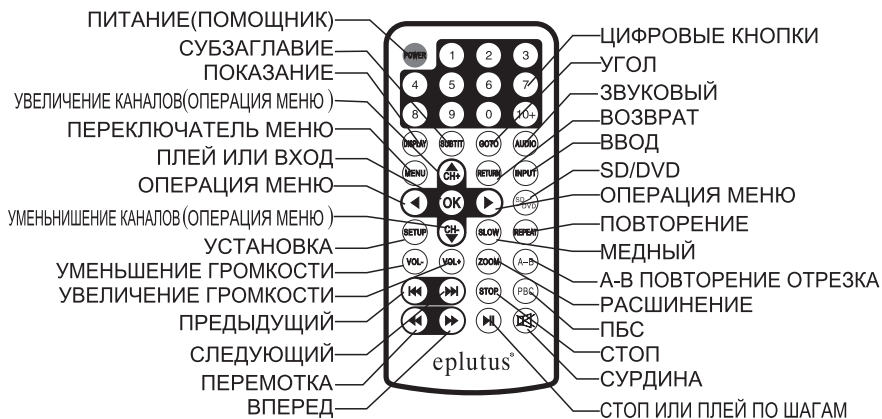 ПИТАНИЕ(ПОМОЩНИК)
СУБЗАГЛАВИЕ
ПОКАЗАНИЕ
УВЕЛИЧЕНИЕ КАНАЛОВ(ОПЕРАЦИЯ МЕНЮ )
ПЕРЕКЛЮЧАТЕЛЬ МЕНЮ
ПЛЕЙ ИЛИ ВХОД
ОПЕРАЦИЯ МЕНЮ
УМЕНЬНИШЕНИЕ КАНАЛОВ(ОПЕРАЦИЯ МЕНЮ )
УСТАНОВКА
УМЕНЬШЕНИЕ ГРОМКОСТИ
УВЕЛИЧЕНИЕ ГРОМКОСТИ
ПРЕДЫДУЩИЙ
СЛЕДУЮЩИЙ
ПЕРЕМОТКА
ВПЕРЕД
POWER 1 2 3
4 5 6 7
8 9 0 10+
DISPLAY SUBTIT GOTO AUDIO
MENU CH+ RETURN INPUT
OK SD/DVD
SETUP CH- SLOW REPEAT
VOL- VOL+ ZOOM A-B
STOP PBC
eplutus®
ЦИФРОВЫЕ КНОПКИ
УГОЛ
ЗВУКОВЫЙ
ВОЗВРАТ
ВВОД
SD/DVD
ОПЕРАЦИЯ МЕНЮ
ПОВТОРЕНИЕ
МЕДНЫЙ
А-В ПОВТОРЕНИЕ ОТРЕЗКА
РАСШИНЕНИЕ
ПБС
СТОП
СУРДИНА
СТОП ИЛИ ПЛЕЙ ПО ШАГАМ